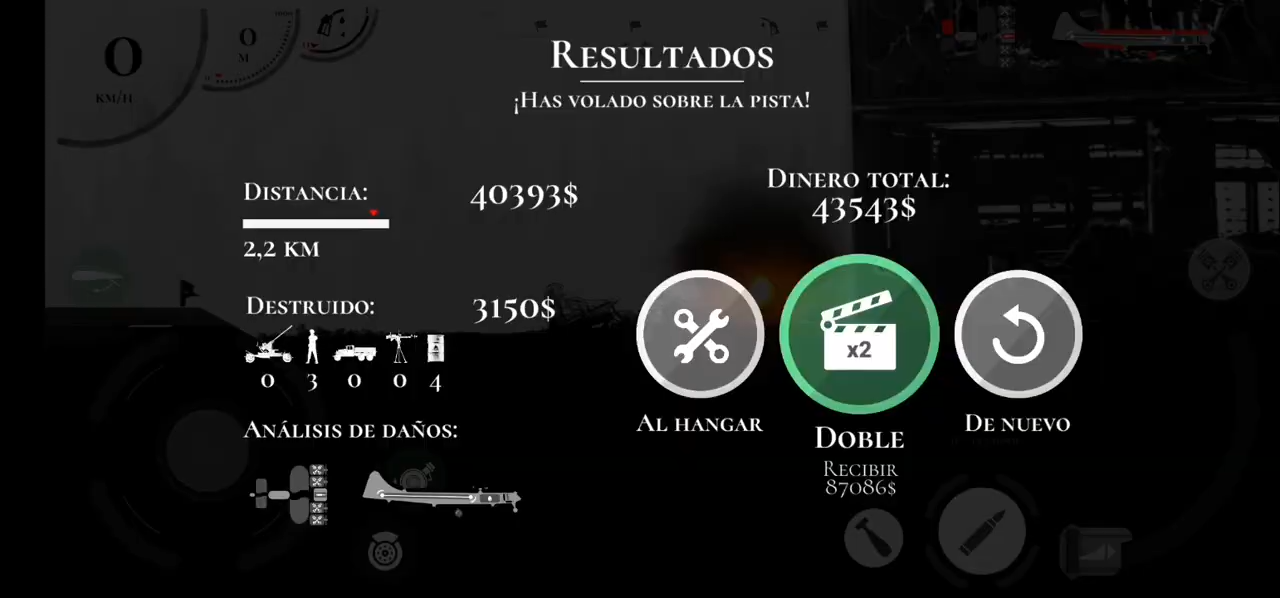 0
KM/H
0
M
RESULTADOS
¡HAS VOLADO SOBRE LA PISTA!
DISTANCIA: 40393$
2,2 KM
DESTRUIDO: 3150$
0 3 0 0 4
ANÁLISIS DE DAÑOS:
DINERO TOTAL:
43543$
x2
AL HANGAR
DOBLE
DE NUEVO
RECIBIR
87086$